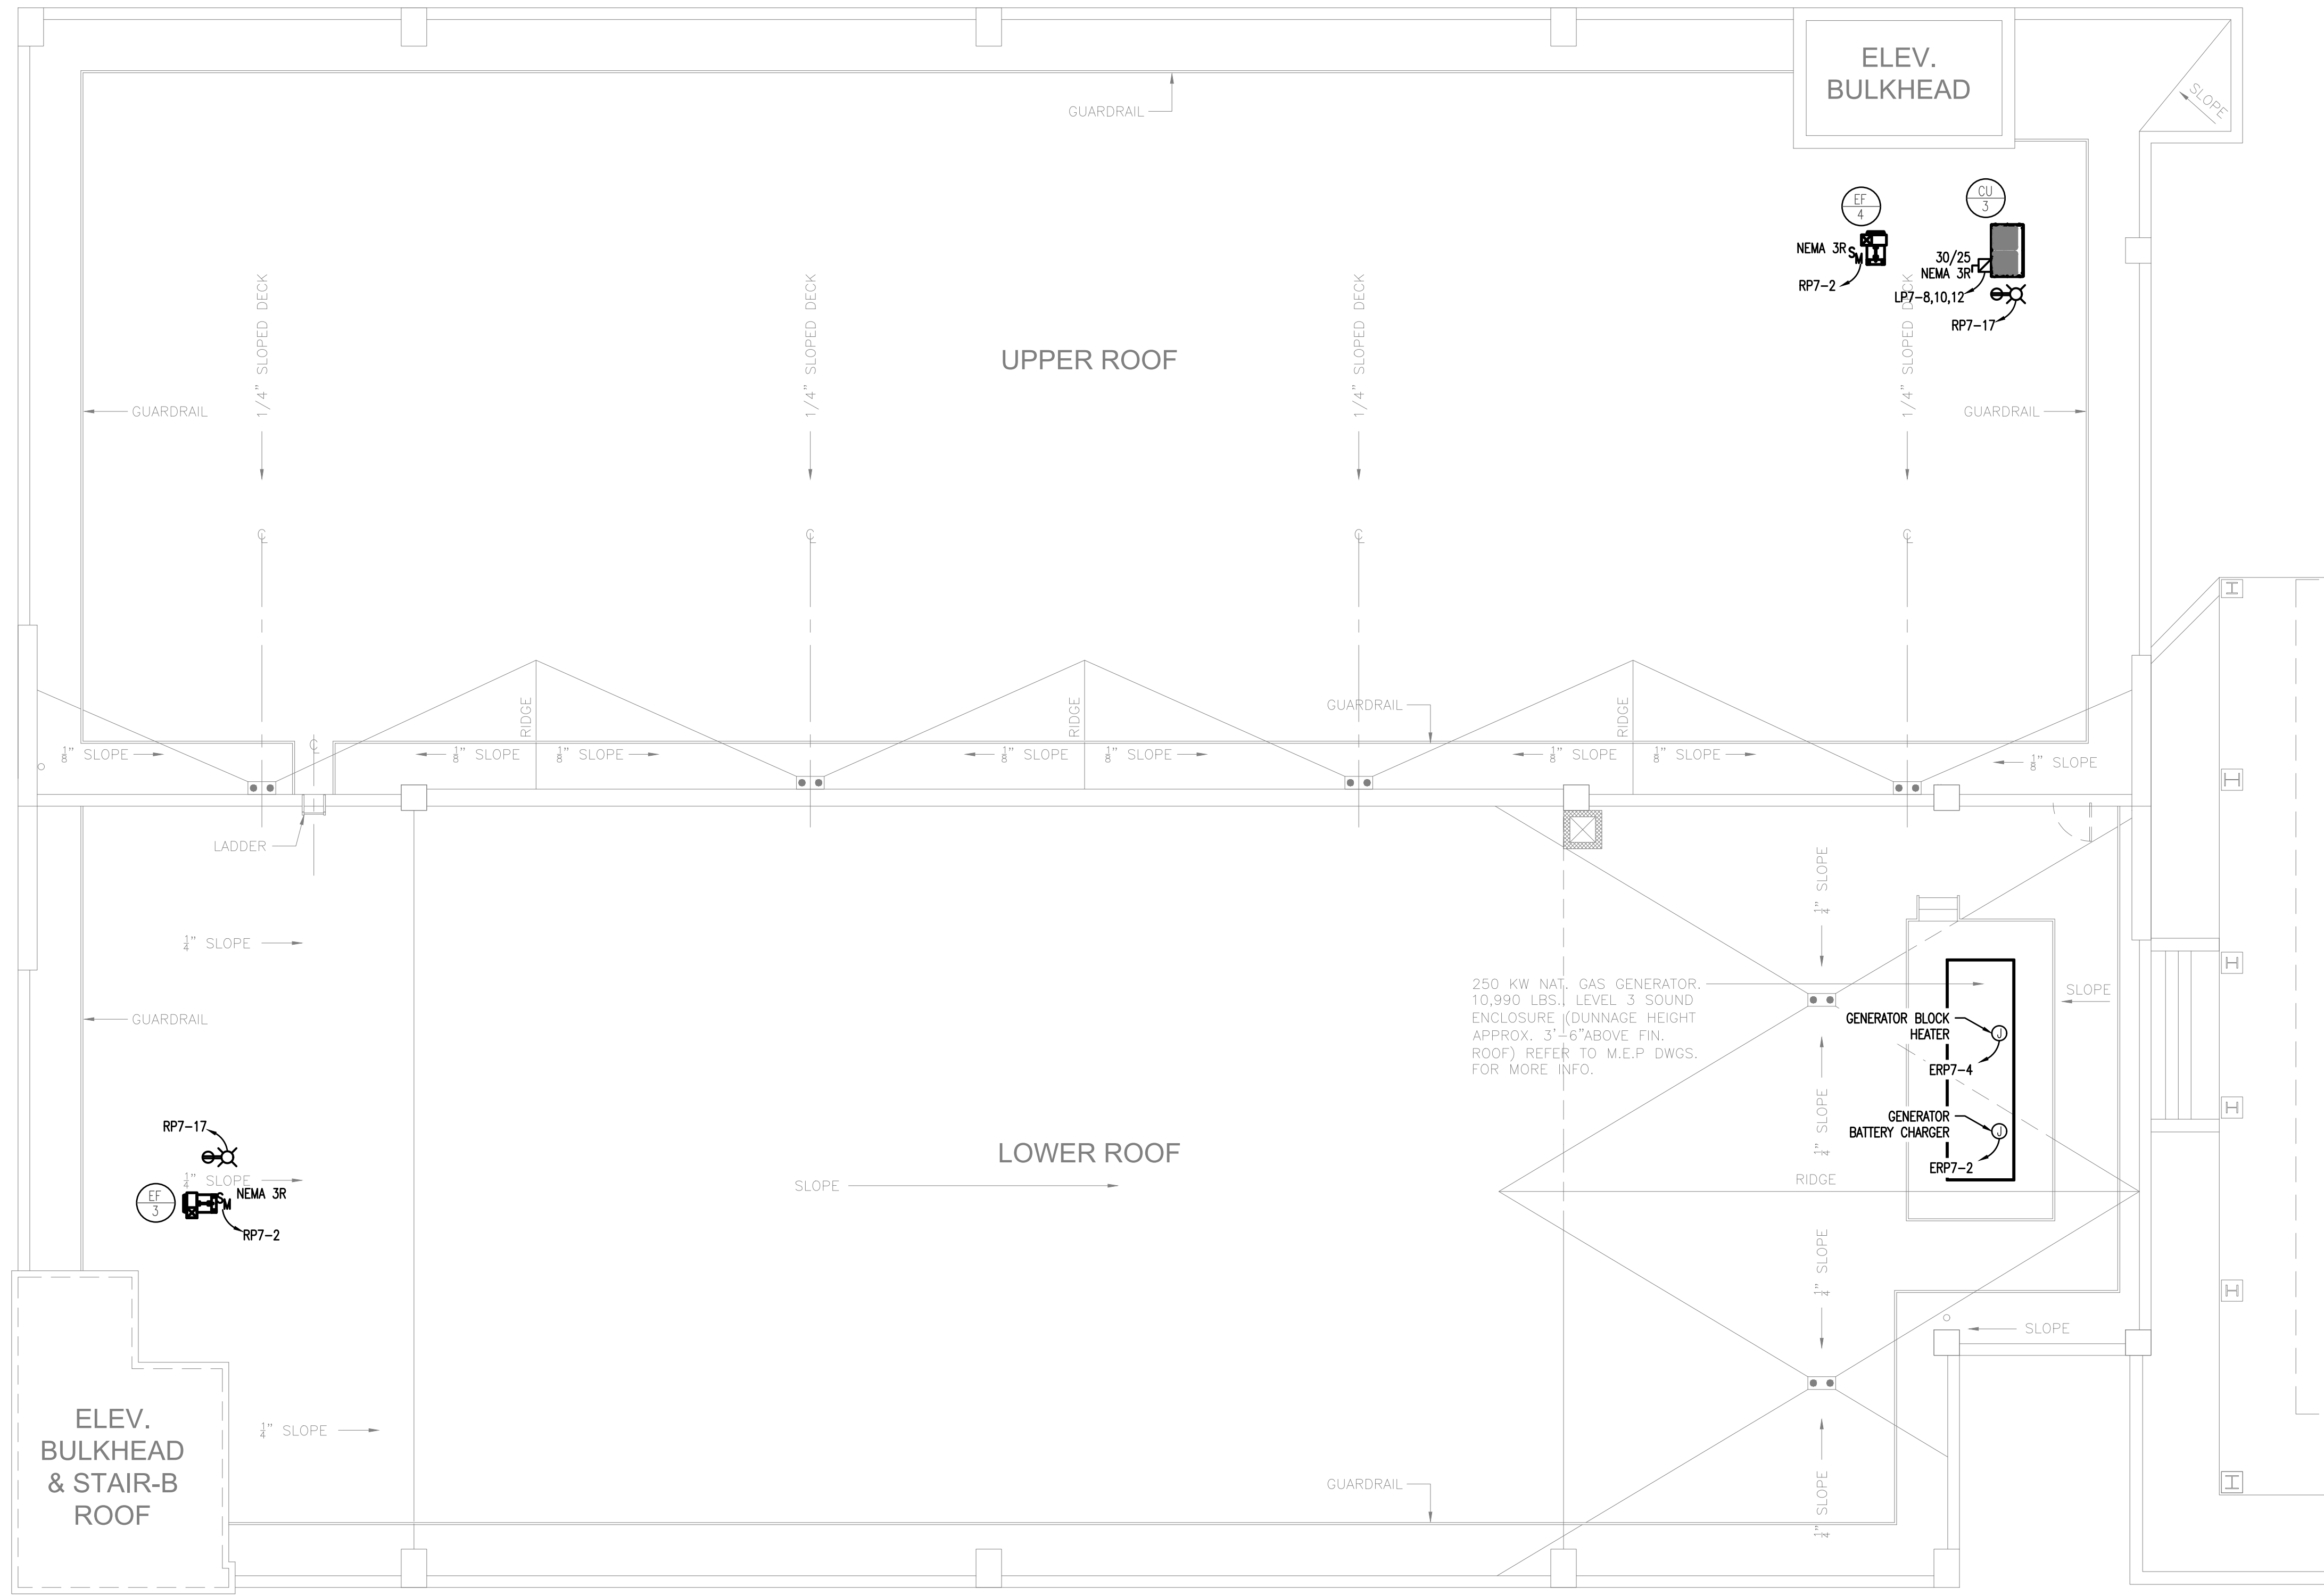 ELEV.
BULKHEAD
SLOPE
GUARDRAIL
EF
4
CU
3
NEMA 3R
S
M
RP7-2
30/25
NEMA 3R
LP7-8,10,12
RP7-17
1/4" SLOPED DECK
1/4" SLOPED DECK
1/4" SLOPED DECK
1/4" SLOPED DECK
UPPER ROOF
GUARDRAIL
GUARDRAIL
℄
℄
℄
℄
RIDGE
RIDGE
RIDGE
GUARDRAIL
℄
1/8" SLOPE
1/8" SLOPE
1/8" SLOPE
1/8" SLOPE
1/8" SLOPE
1/8" SLOPE
1/8" SLOPE
1/8" SLOPE
LADDER
1/4" SLOPE
1/4" SLOPE
GUARDRAIL
250 KW NAT. GAS GENERATOR.
10,990 LBS., LEVEL 3 SOUND
ENCLOSURE (DUNNAGE HEIGHT
APPROX. 3'-6"ABOVE FIN.
ROOF) REFER TO M.E.P DWGS.
FOR MORE INFO.
SLOPE
GENERATOR BLOCK
HEATER
J
ERP7-4
1/4" SLOPE
GENERATOR
BATTERY CHARGER
J
ERP7-2
RIDGE
RP7-17
1/4" SLOPE
EF
3
S
M
NEMA 3R
RP7-2
LOWER ROOF
SLOPE
1/4" SLOPE
SLOPE
ELEV.
BULKHEAD
& STAIR-B
ROOF
1/4" SLOPE
GUARDRAIL
1/4" SLOPE